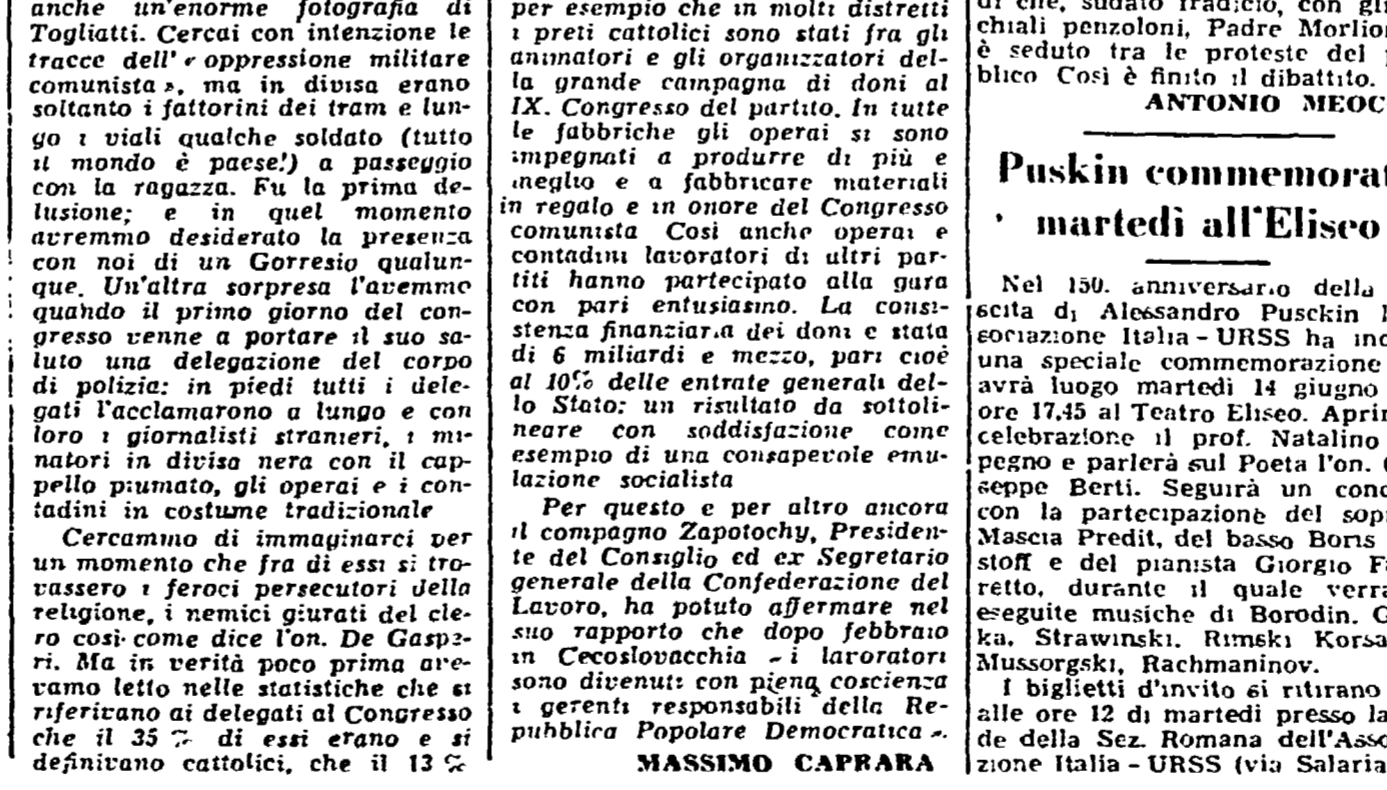 anche un'enorme fotografia di
Togliatti. Cercai con intenzione le
tracce dell'« oppressione militare
comunista », ma in divisa erano
soltanto i fattorini dei tram e lun-
go i viali qualche soldato (tutto
il mondo è paese!) a passeggio
con la ragazza. Fu la prima de-
lusione; e in quel momento
avremmo desiderato la presenza
con noi di un Gorresio qualun-
que. Un'altra sorpresa l'avemmo
quando il primo giorno del con-
gresso venne a portare il suo sa-
luto una delegazione del corpo
di polizia: in piedi tutti i dele-
gati l'acclamarono a lungo e con
loro i giornalisti stranieri, i mi-
natori in divisa nera con il cap-
pello piumato, gli operai e i con-
tadini in costume tradizionale
Cercammo di immaginarci per
un momento che fra di essi si tro-
vassero i feroci persecutori della
religione, i nemici giurati del cle-
ro così come dice l'on. De Gaspe-
ri. Ma in verità poco prima ave-
vamo letto nelle statistiche che si
riferivano ai delegati al Congresso
che il 35 % di essi erano e si
definivano cattolici, che il 13 %
per esempio che in molti distretti
i preti cattolici sono stati fra gli
animatori e gli organizzatori del-
la grande campagna di doni al
IX. Congresso del partito. In tutte
le fabbriche gli operai si sono
impegnati a produrre di più e
meglio e a fabbricare materiali
in regalo e in onore del Congresso
comunista Così anche operai e
contadini lavoratori di altri par-
titi hanno partecipato alla gara
con pari entusiasmo. La consi-
stenza finanziaria dei doni è stata
di 6 miliardi e mezzo, pari cioè
al 10% delle entrate generali del-
lo Stato: un risultato da sottoli-
neare con soddisfazione come
esempio di una consapevole emu-
lazione socialista
Per questo e per altro ancora
il compagno Zapotochy, Presiden-
te del Consiglio ed ex Segretario
generale della Confederazione del
Lavoro, ha potuto affermare nel
suo rapporto che dopo febbraio
in Cecoslovacchia « i lavoratori
sono divenuti con piena coscienza
i gerenti responsabili della Re-
pubblica Popolare Democratica ».
MASSIMO CAPRARA
di che, sudato fradicio, con gli
chiali penzoloni, Padre Morlion
è seduto tra le proteste del
blico Così è finito il dibattito.
ANTONIO MEOC
Puskin commemorat
martedì all'Eliseo
Nel 150. anniversario della
scita di Alessandro Pusckin
sociazione Italia - URSS ha ind
una speciale commemorazione
avrà luogo martedì 14 giugno
ore 17,45 al Teatro Eliseo. Aprir
celebrazione il prof. Natalino
pegno e parlerà sul Poeta l'on.
seppe Berti. Seguirà un conc
con la partecipazione del sop
Mascia Predit, del basso Boris
stoff e del pianista Giorgio F
retto, durante il quale verra
eseguite musiche di Borodin. G
ka, Strawinski. Rimski Korsa
Mussorgski, Rachmaninov.
I biglietti d'invito si ritirano
alle ore 12 di martedì presso la
de della Sez. Romana dell'Asso
zione Italia - URSS (via Salaria